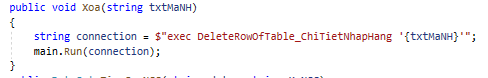 public void Xoa(string txtMaNH)
{
string connection = $"exec DeleteRowOfTable_ChiTietNhapHang '{txtMaNH}'";
main.Run(connection);
}